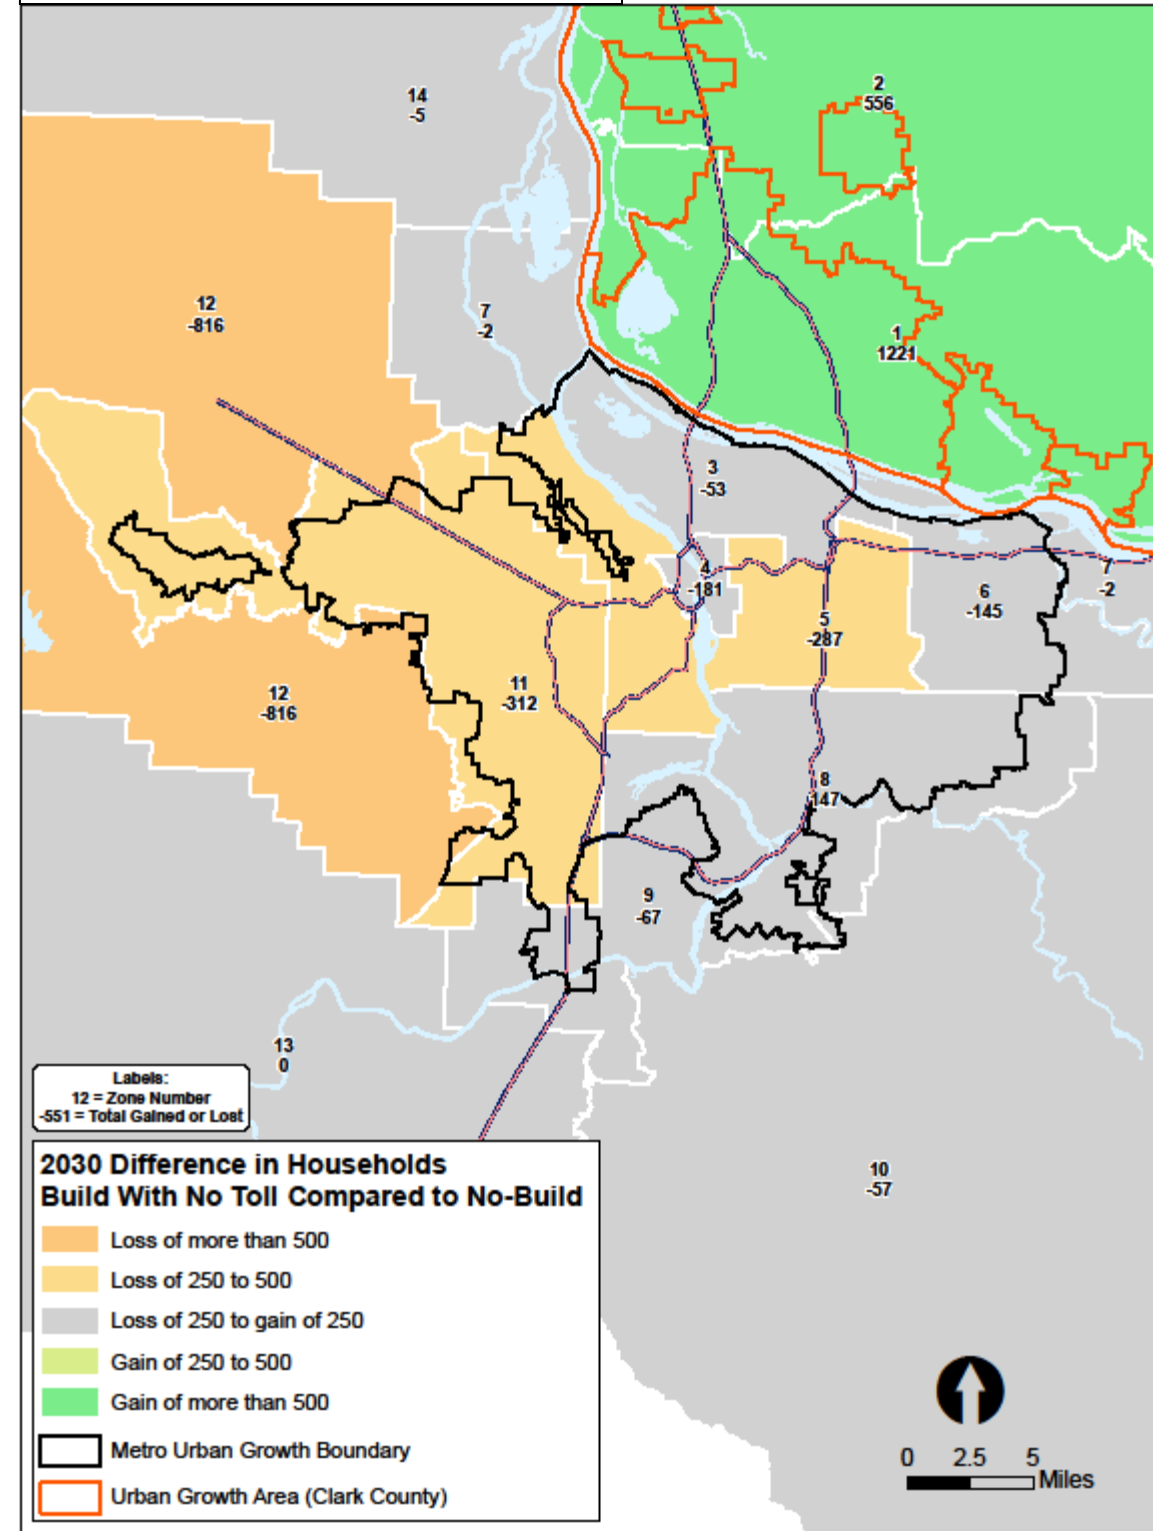 14
-5
2
556
12
-816
7
-2
1
1221
3
-53
4
-181
7
-2
6
-145
5
-287
11
-312
12
-816
8
147
9
-67
13
0
10
-57
Labels:
12 = Zone Number
-551 = Total Gained or Lost
2030 Difference in Households
Build With No Toll Compared to No-Build
Loss of more than 500
Loss of 250 to 500
Loss of 250 to gain of 250
Gain of 250 to 500
Gain of more than 500
Metro Urban Growth Boundary
Urban Growth Area (Clark County)
0 2.5 5
Miles